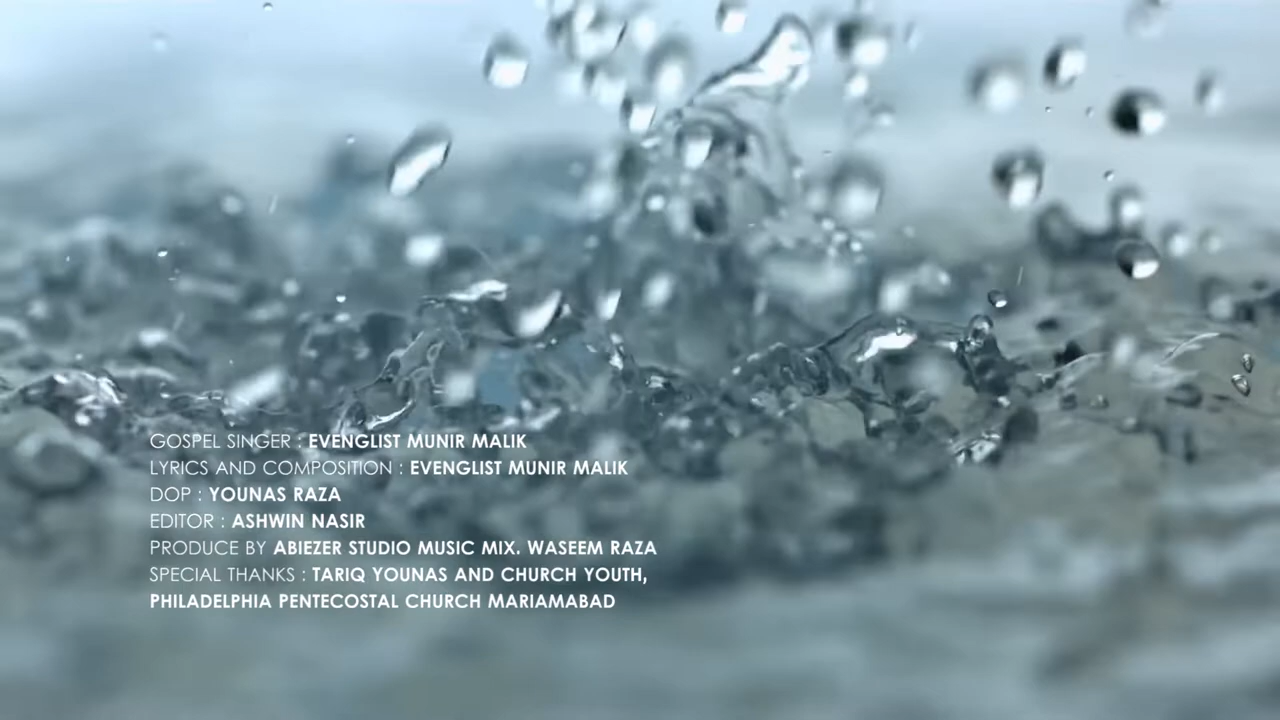 GOSPEL SINGER : EVENGLIST MUNIR MALIK
LYRICS AND COMPOSITION : EVENGLIST MUNIR MALIK
DOP : YOUNAS RAZA
EDITOR : ASHWIN NASIR
PRODUCE BY ABIEZER STUDIO MUSIC MIX. WASEEM RAZA
SPECIAL THANKS : TARIQ YOUNAS AND CHURCH YOUTH,
PHILADELPHIA PENTECOSTAL CHURCH MARIAMABAD